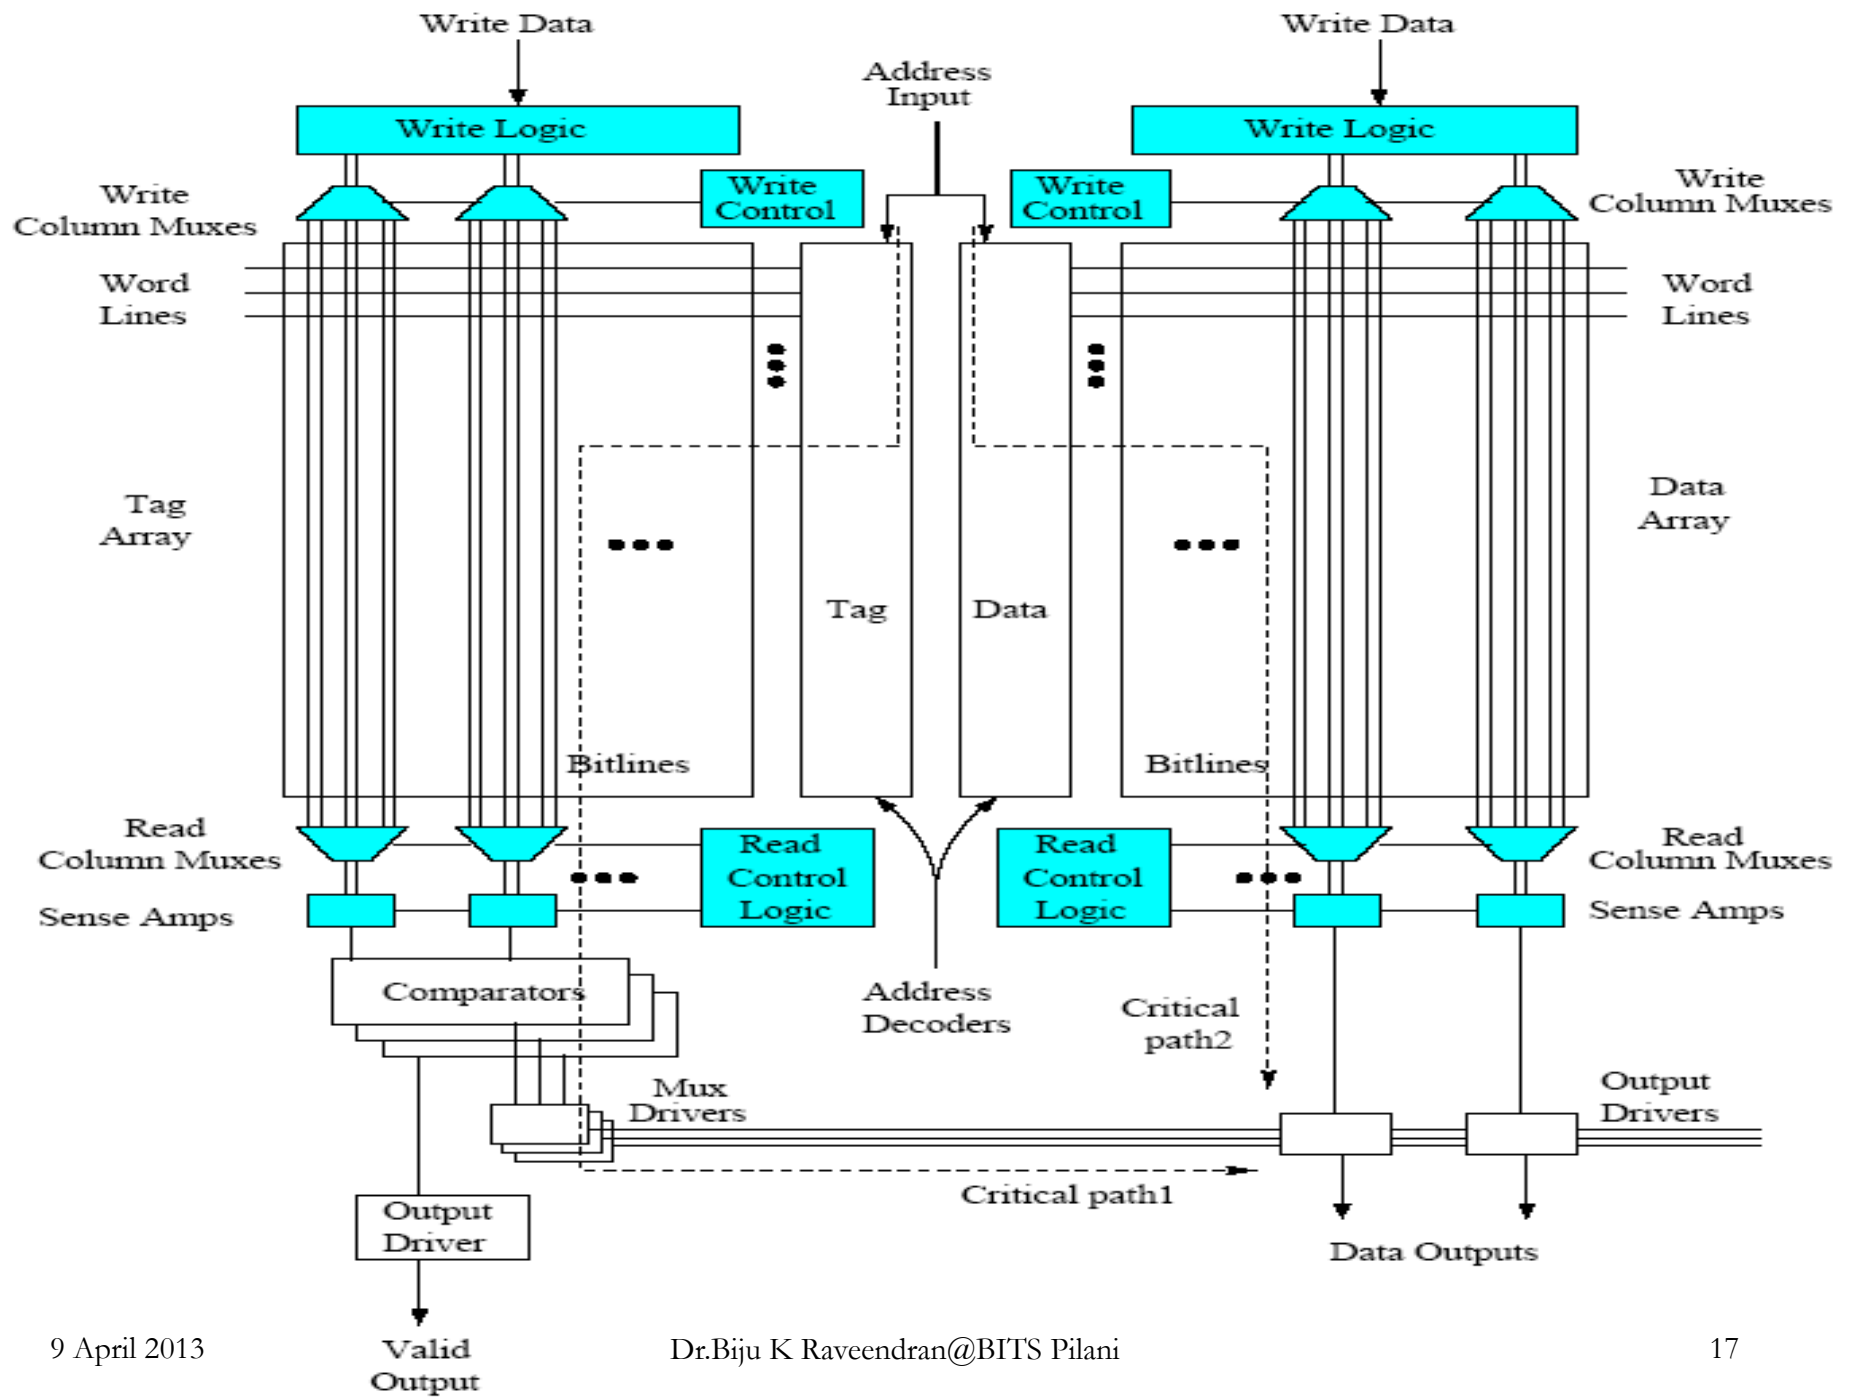 Write Data
Write Data
Address
Input
Write Logic
Write Logic
Write
Column Muxes
Write
Control
Write
Control
Write
Column Muxes
Word
Lines
Word
Lines
Tag
Array
Data
Array
Tag
Data
Bitlines
Bitlines
Read
Column Muxes
Read
Control
Logic
Read
Control
Logic
Read
Column Muxes
Sense Amps
Sense Amps
Comparators
Address
Decoders
Critical
path2
Mux
Drivers
Output
Drivers
Critical path1
Output
Driver
Data Outputs
Valid
Output
9 April 2013
Dr.Biju K Raveendran@BITS Pilani
17